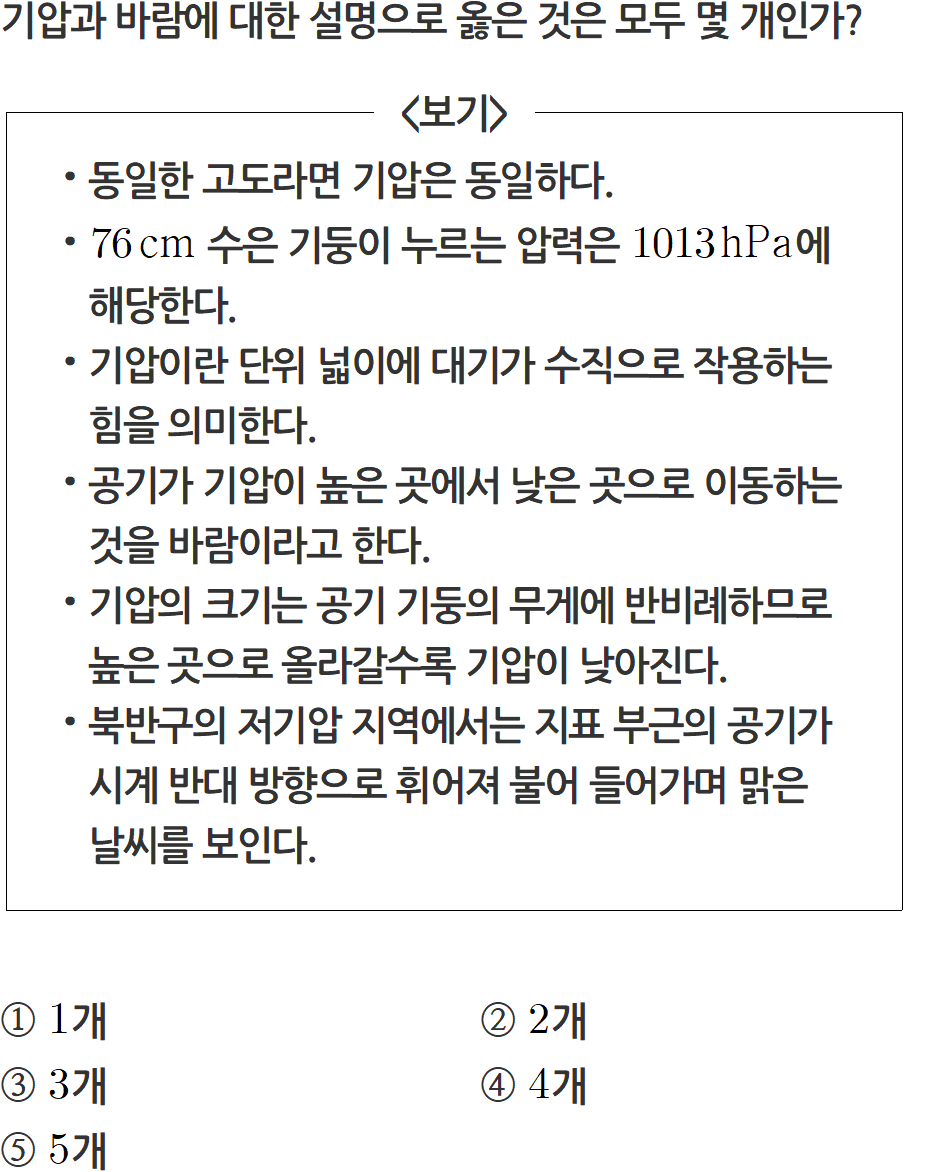 기압과 바람에 대한 설명으로 옳은 것은 모두 몇 개인가?
<보기>
• 동일한 고도라면 기압은 동일하다.
• 76cm 수은 기둥이 누르는 압력은 1013hPa에
해당한다.
• 기압이란 단위 넓이에 대기가 수직으로 작용하는
힘을 의미한다.
• 공기가 기압이 높은 곳에서 낮은 곳으로 이동하는
것을 바람이라고 한다.
• 기압의 크기는 공기 기둥의 무게에 반비례하므로
높은 곳으로 올라갈수록 기압이 낮아진다.
• 북반구의 저기압 지역에서는 지표 부근의 공기가
시계 반대 방향으로 휘어져 불어 들어가며 맑은
날씨를 보인다.
① 1개 ② 2개
③ 3개 ④ 4개
⑤ 5개